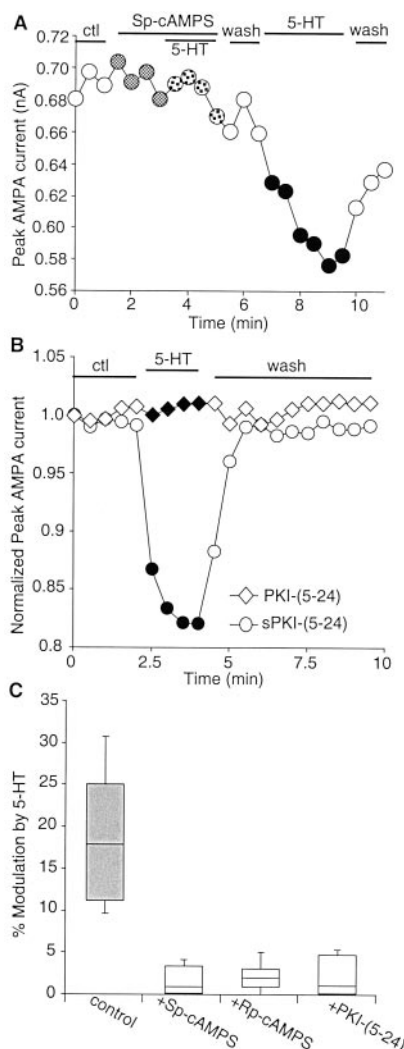 Sp-cAMPS wash 5-HT wash
A ctl 5-HT
Peak AMPA current (nA)
0.72
0.70
0.68
0.66
0.64
0.62
0.60
0.58
0.56
0 2 4 6 8 10
Time (min)
B
ctl 5-HT wash
Normalized Peak AMPA current
1.05
1.0
0.95
0.9
0.85
0.8
PKI-(5-24)
sPKI-(5-24)
0 2.5 5 7.5 10
Time (min)
C
% Modulation by 5-HT
35
30
25
20
15
10
5
0
control
+Sp-cAMPS
+Rp-cAMPS
+PKI-(5-24)